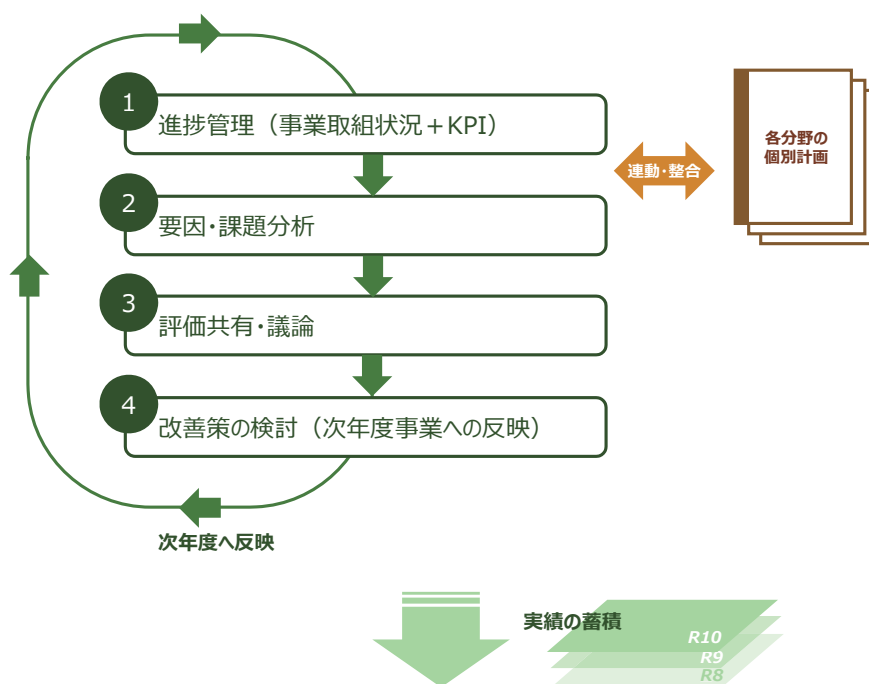 1
進捗管理（事業取組状況＋KPI）
連動・整合
各分野の
個別計画
2
要因・課題分析
3
評価共有・議論
4
改善策の検討（次年度事業への反映）
次年度へ反映
実績の蓄積
R10
R9
R8